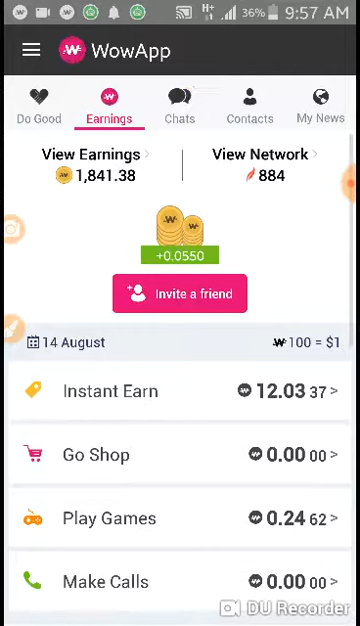 36% 9:57 AM
WowApp
Do Good Earnings Chats Contacts My News
View Earnings > View Network >
1,841.38 884
+0.0550
Invite a friend
14 August 100 = $1
Instant Earn 12.03 37 >
Go Shop 0.00 00 >
Play Games 0.24 62 >
Make Calls 0.00 00 >
DU Recorder